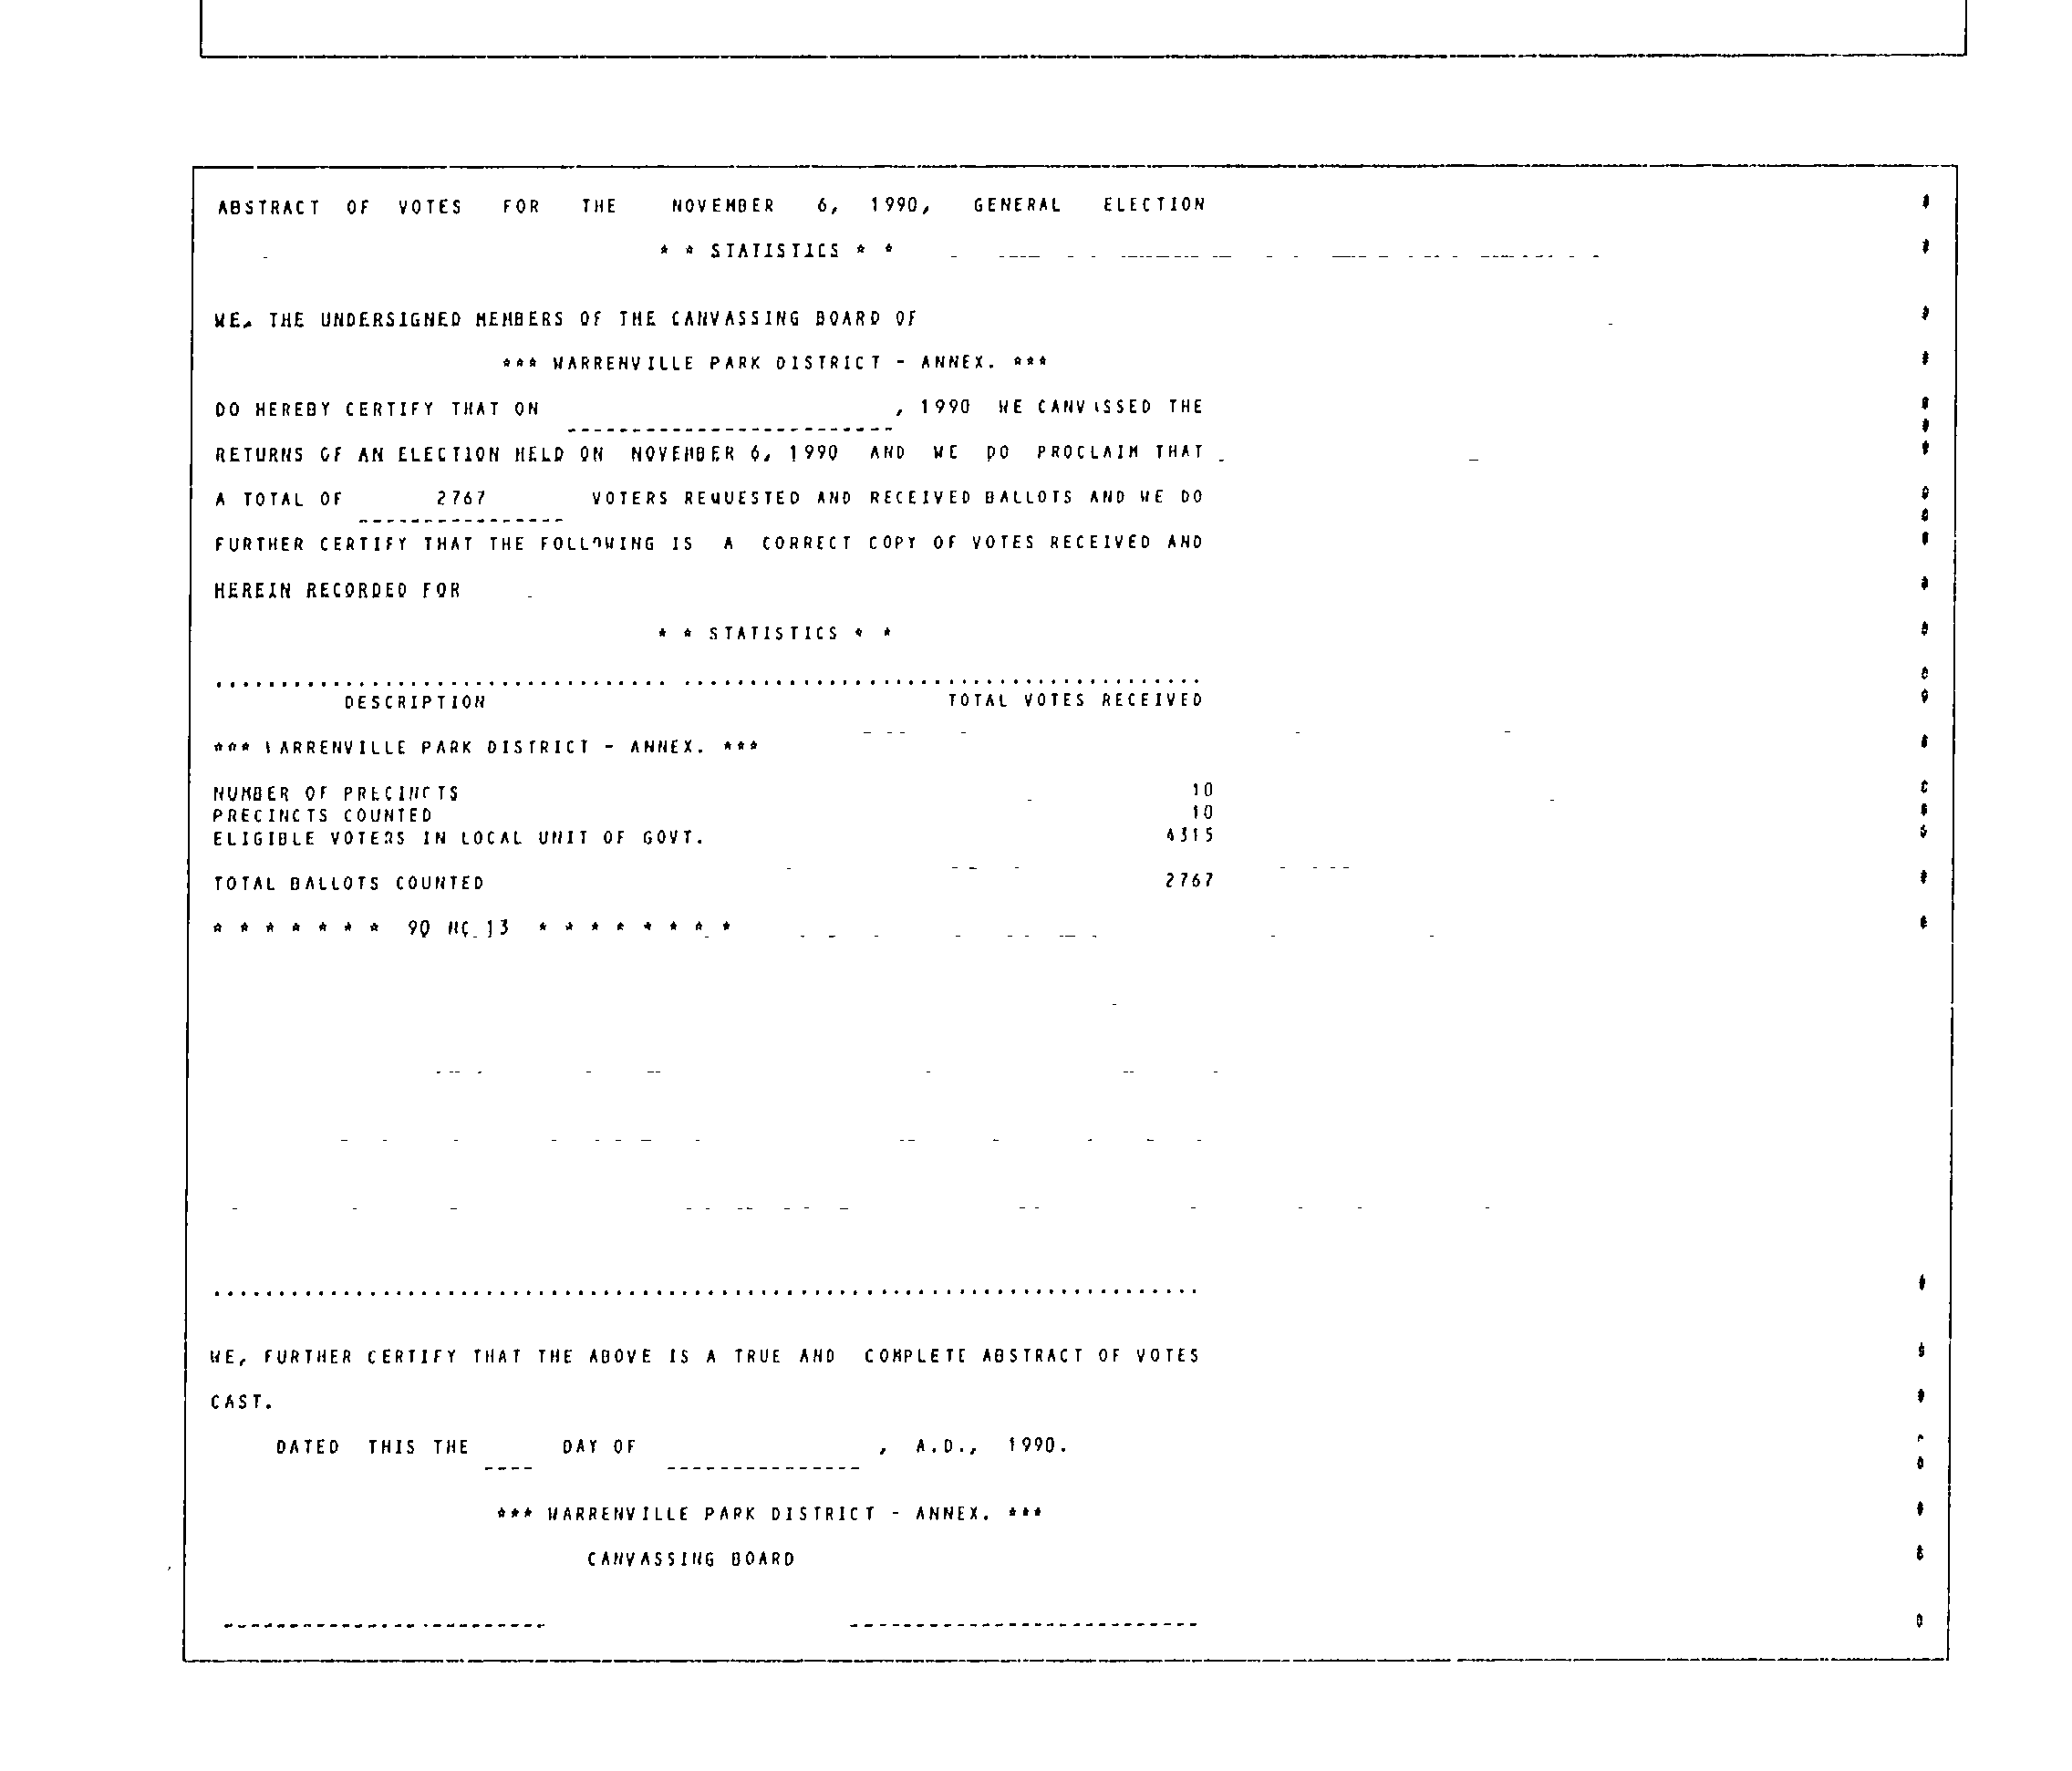 ABSTRACT OF VOTES FOR THE NOVEMBER 6, 1990, GENERAL ELECTION
* * STATISTICS * *
WE, THE UNDERSIGNED MEMBERS OF THE CANVASSING BOARD OF
*** WARRENVILLE PARK DISTRICT - ANNEX. ***
DO HEREBY CERTIFY THAT ON , 1990 WE CANVASSED THE
RETURNS OF AN ELECTION HELD ON NOVEMBER 6, 1990 AND WE DO PROCLAIM THAT
A TOTAL OF 2767 VOTERS REQUESTED AND RECEIVED BALLOTS AND WE DO
FURTHER CERTIFY THAT THE FOLLOWING IS A CORRECT COPY OF VOTES RECEIVED AND
HEREIN RECORDED FOR
* * STATISTICS * *
DESCRIPTION TOTAL VOTES RECEIVED
*** WARRENVILLE PARK DISTRICT - ANNEX. ***
NUMBER OF PRECINCTS 10
PRECINCTS COUNTED 10
ELIGIBLE VOTERS IN LOCAL UNIT OF GOVT. 4315
TOTAL BALLOTS COUNTED 2767
* * * * * * * 90 MC 13 * * * * * * * *
WE, FURTHER CERTIFY THAT THE ABOVE IS A TRUE AND COMPLETE ABSTRACT OF VOTES
CAST.
DATED THIS THE DAY OF , A.D., 1990.
*** WARRENVILLE PARK DISTRICT - ANNEX. ***
CANVASSING BOARD